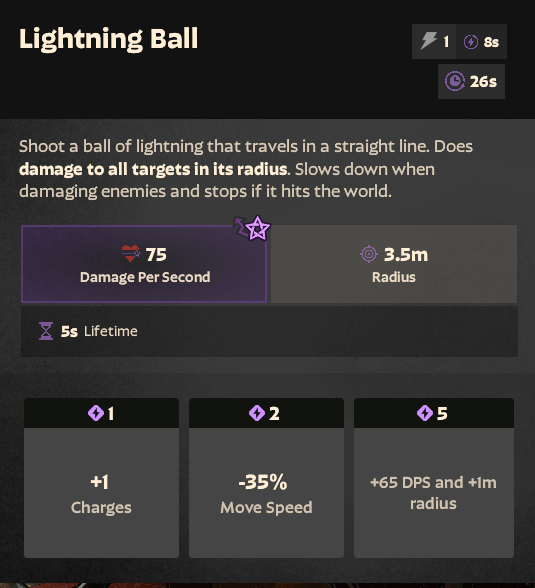 Lightning Ball
1
8s
26s
Shoot a ball of lightning that travels in a straight line. Does
damage to all targets in its radius. Slows down when
damaging enemies and stops if it hits the world.
75
Damage Per Second
3.5m
Radius
5s Lifetime
1
+1
Charges
2
-35%
Move Speed
5
+65 DPS and +1m
radius